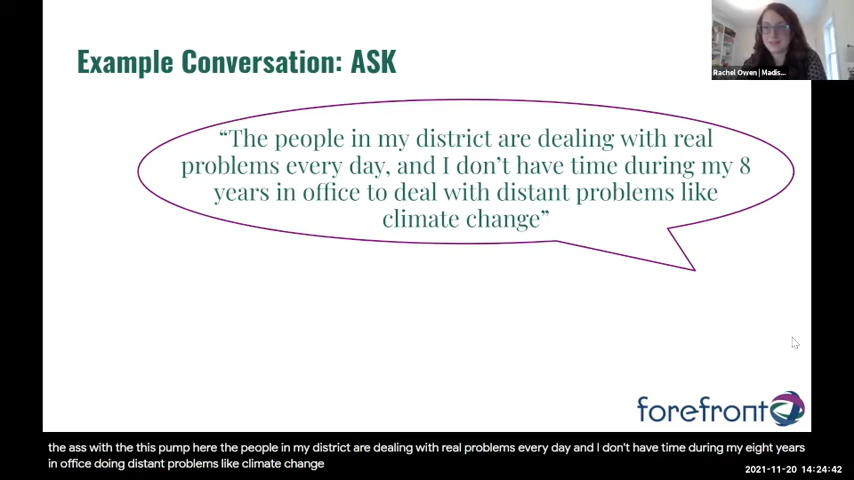 Example Conversation: ASK
Rachel Owen | Madis...
“The people in my district are dealing with real
problems every day, and I don’t have time during my 8
years in office to deal with distant problems like
climate change”
forefront
the ass with the this pump here the people in my district are dealing with real problems every day and I don't have time during my eight years
in office doing distant problems like climate change
2021-11-20 14:24:42